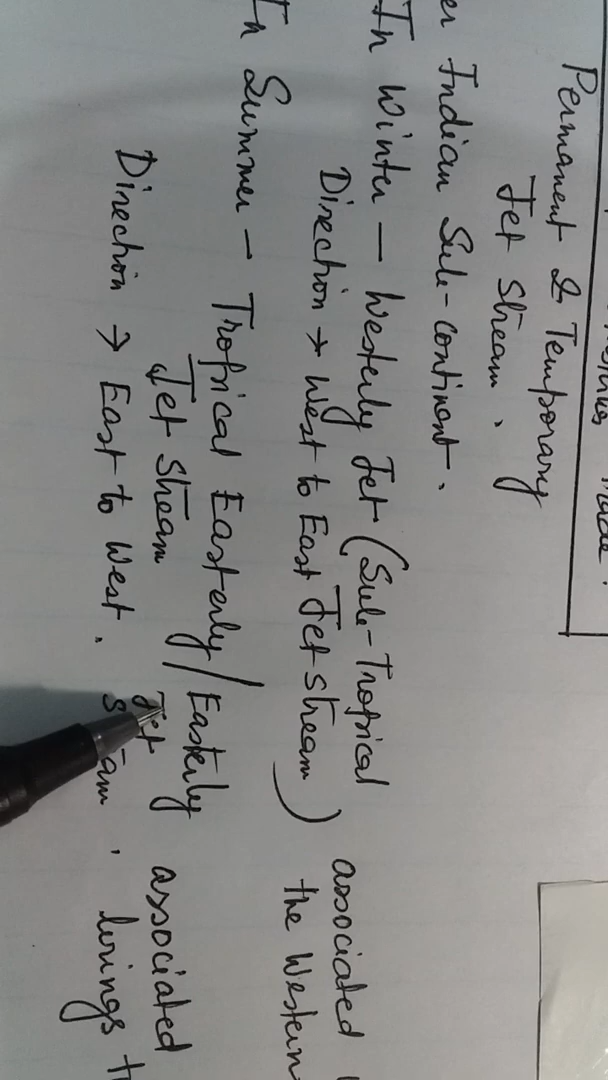 Permanent & Temporary
Jet Stream.
Indian Sub-continent.
In Winter – Westerly Jet (Sub-Tropical
Direction → West to East Jet stream)
associated
the Western
In Summer – Tropical Easterly/Easterly
Jet Stream Jet
Direction → East to West.
associated
brings